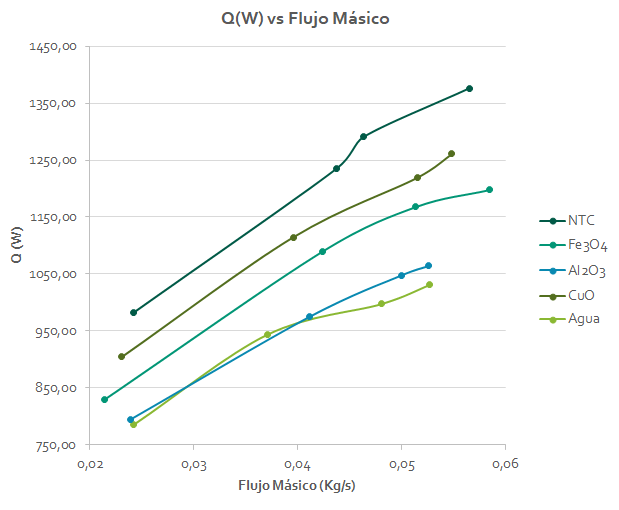 Q(W) vs Flujo Másico
1450,00
1350,00
1250,00
1150,00
1050,00
950,00
850,00
750,00
Q (W)
0,02 0,03 0,04 0,05 0,06
Flujo Másico (Kg/s)
NTC
Fe3O4
Al2O3
CuO
Agua